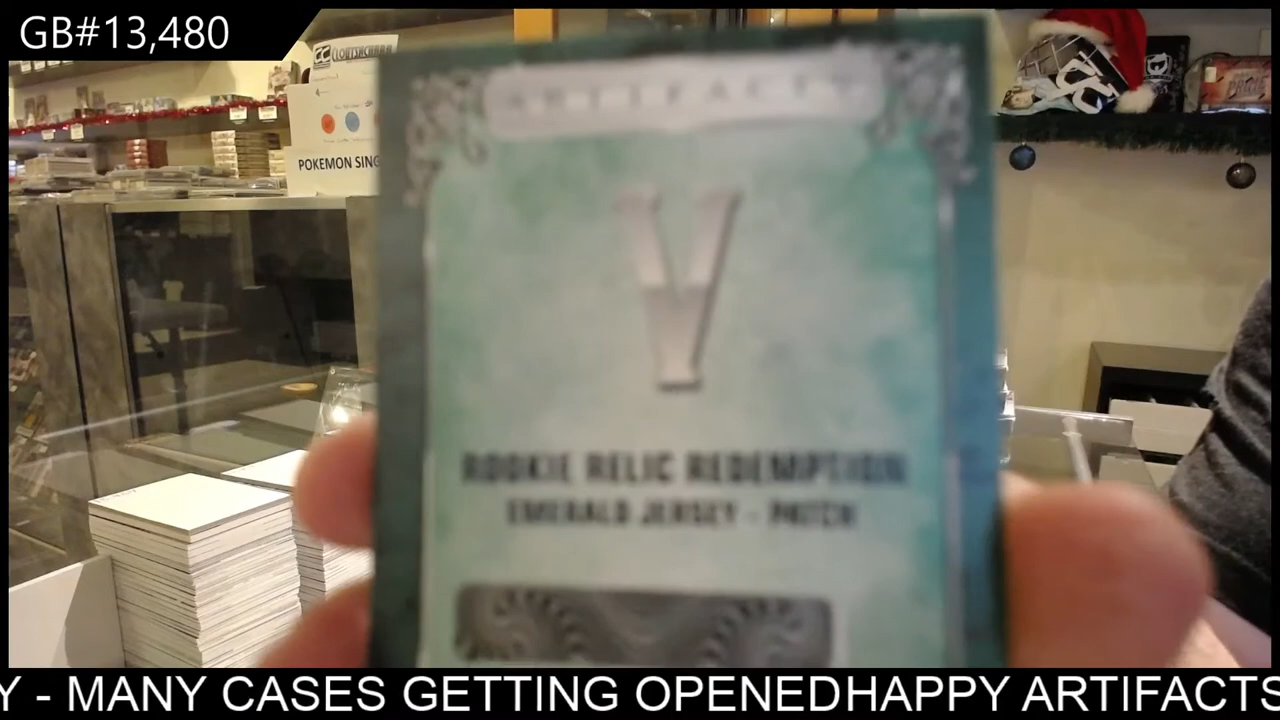 GB#13,480
POKEMON SING
ARTIFACTS
V
ROOKIE RELIC REDEMPTION
EMERALD JERSEY - PATCH
Y - MANY CASES GETTING OPENEDHAPPY ARTIFACTS